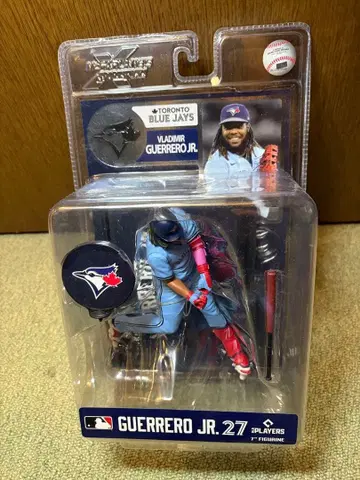 TORONTO
BLUE JAYS
VLADIMIR
GUERRERO JR.
GUERRERO JR. 27
PLAYERS
7" FIGURINE